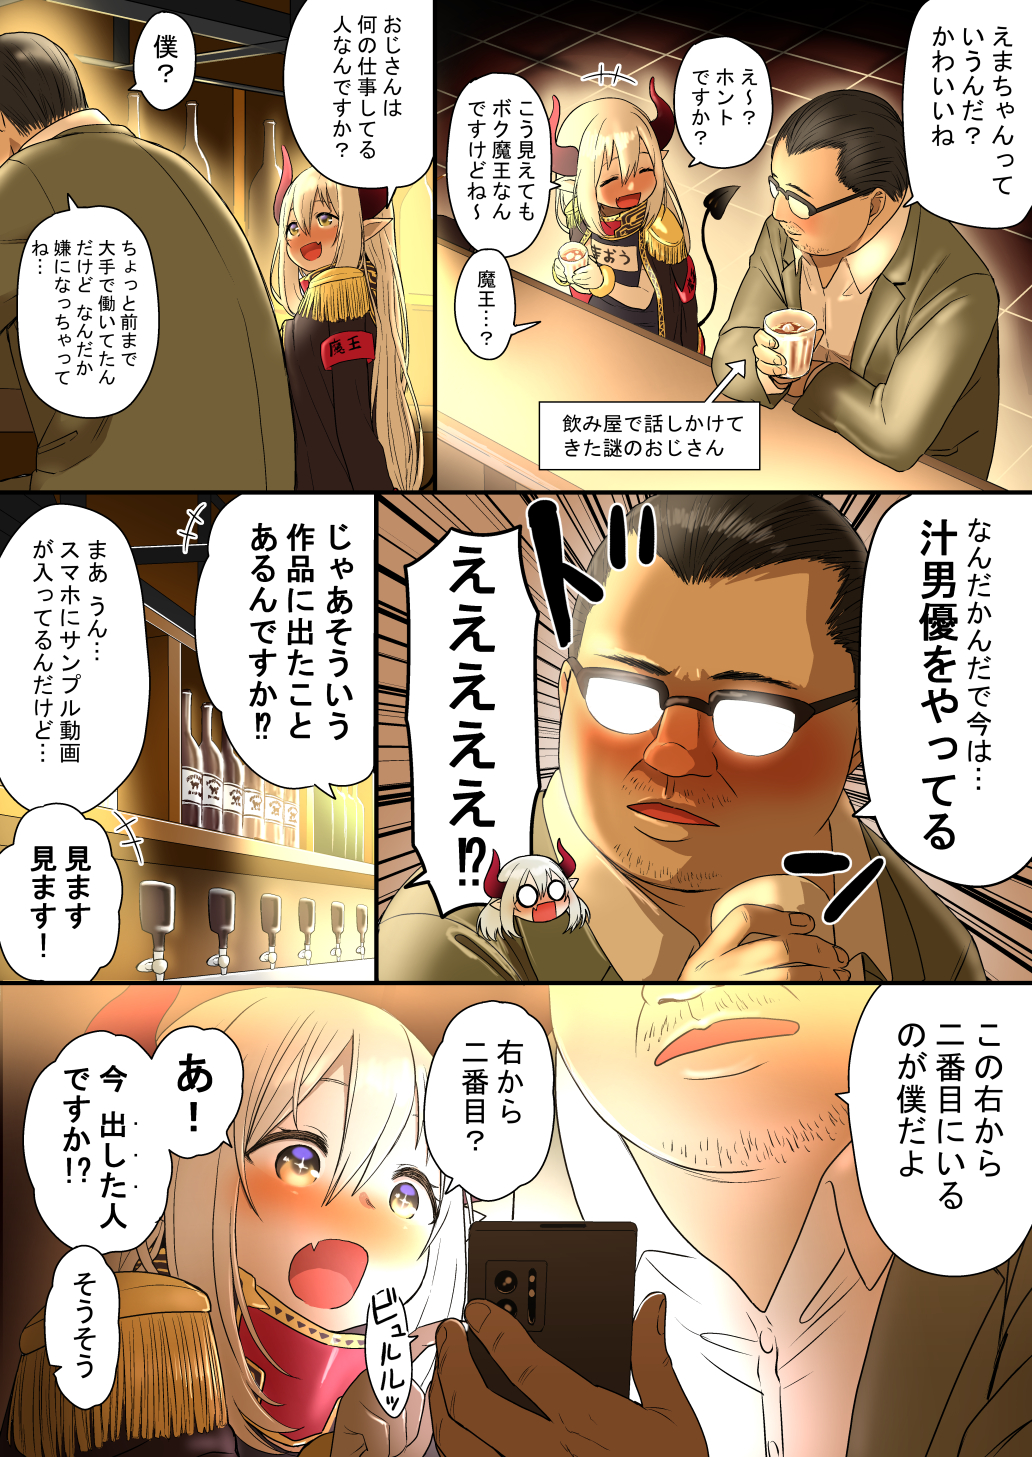 えまちゃんって
いうんだ?
かわいいね
え〜?
ホント
ですか?
こう見えても
ボク魔王なん
ですけどね〜
魔王…?
まおう
魔王
飲み屋で話しかけて
きた謎のおじさん
おじさんは
何の仕事してる
人なんですか?
僕?
魔王
ちょっと前まで
大手で働いてたん
だけど なんだか
嫌になっちゃって
ね…
なんだかんだで今は…
汁男優をやってる
ドーン
えええええ!?
じゃあそういう
作品に出たこと
あるんですか!?
まあ うん…
スマホにサンプル動画
が入ってるんだけど…
見ます
見ます!
この右から
二番目にいる
のが僕だよ
右から
二番目?
あ!
今 出した人
ですか!?
ビュルルッ
そうそう